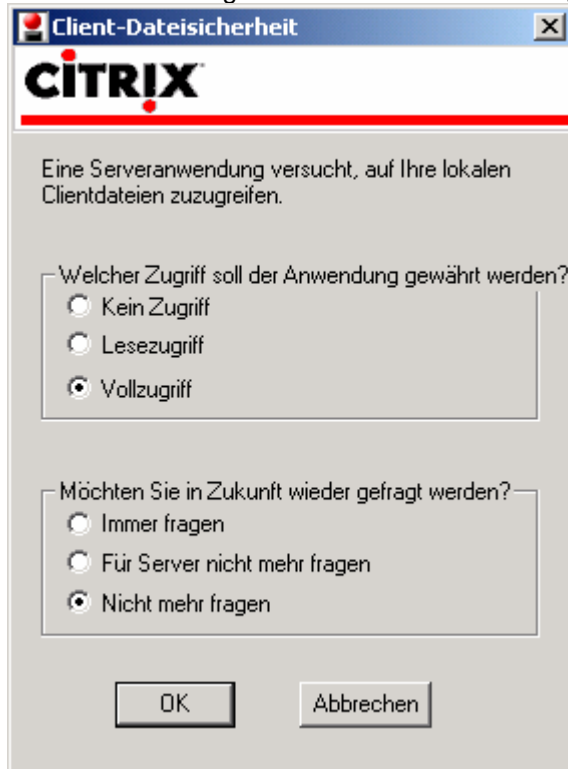 Client-Dateisicherheit
CİTRIX
Eine Serveranwendung versucht, auf Ihre lokalen
Clientdateien zuzugreifen.
Welcher Zugriff soll der Anwendung gewährt werden?
Kein Zugriff
Lesezugriff
Vollzugriff
Möchten Sie in Zukunft wieder gefragt werden?
Immer fragen
Für Server nicht mehr fragen
Nicht mehr fragen
OK
Abbrechen